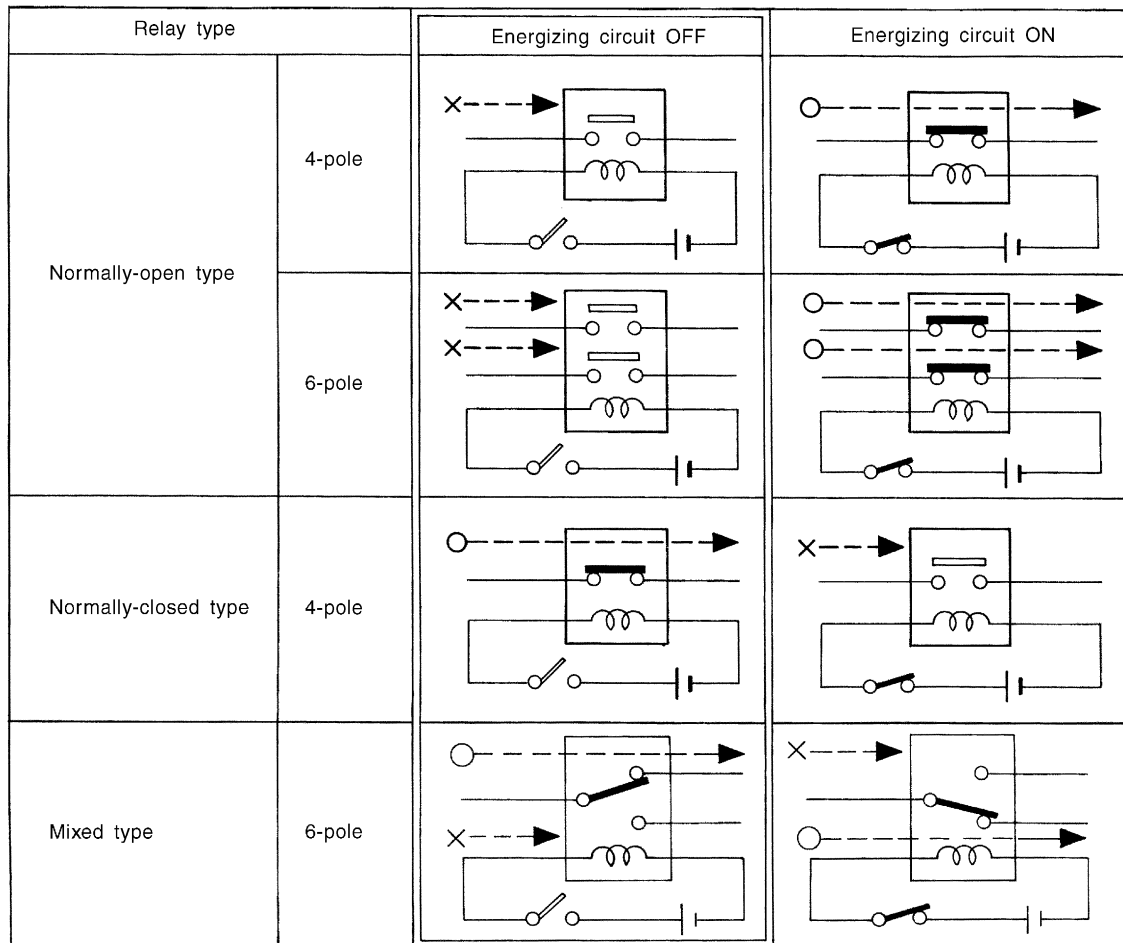 Relay type
Energizing circuit OFF
Energizing circuit ON
Normally-open type
4-pole
6-pole
Normally-closed type
4-pole
Mixed type
6-pole